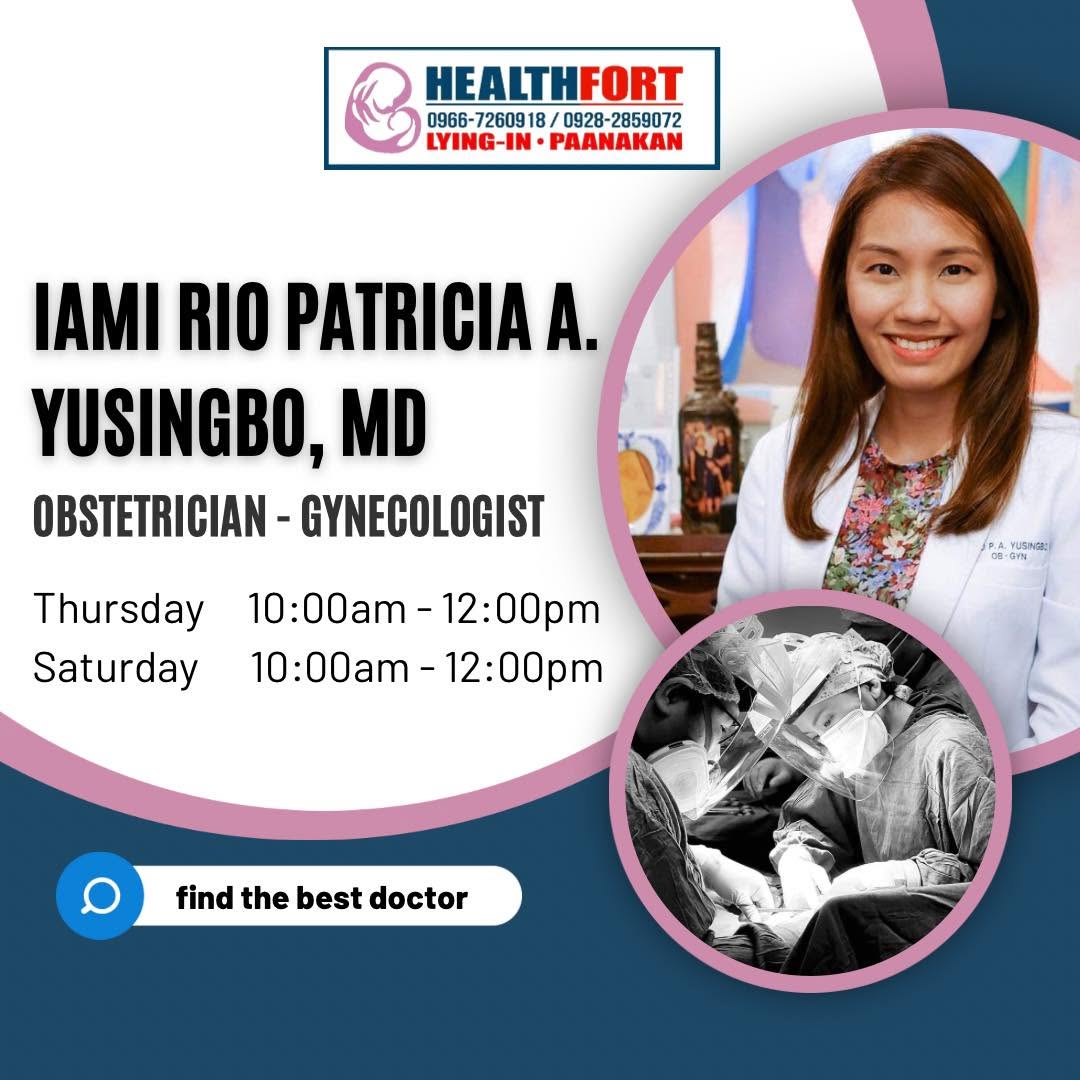 HEALTHFORT
0966-7260918 / 0928-2859072
LYING-IN • PAANAKAN
IAMI RIO PATRICIA A.
YUSINGBO, MD
OBSTETRICIAN - GYNECOLOGIST
Thursday 10:00am - 12:00pm
Saturday 10:00am - 12:00pm
P.A. YUSINGBO
OB - GYN
find the best doctor